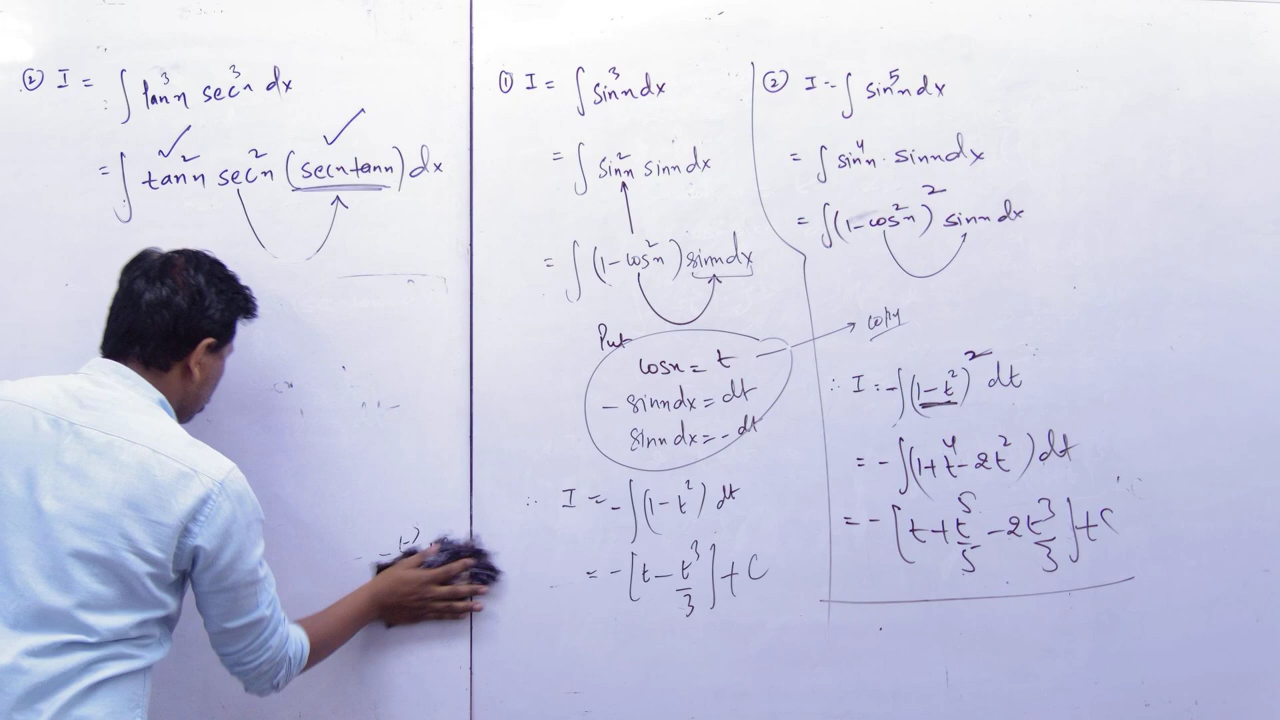 ② I = ∫ tan³x sec³x dx
= ∫ tan²x sec²x (secx tanx) dx
① I = ∫ sin³x dx
= ∫ sin²x sinx dx
= ∫ (1-cos²x) sinx dx
Put
cosx = t
- sinx dx = dt
sinx dx = - dt
∴ I = -∫ (1-t²) dt
= -[t - t³/3] + C
② I = ∫ sin⁵x dx
= ∫ sin⁴x · sinx dx
= ∫ (1-cos²x)² sinx dx
copy
∴ I = -∫ (1-t²)² dt
= -∫ (1+t⁴-2t²) dt
= -[t + t⁵/5 - 2t³/3] + C